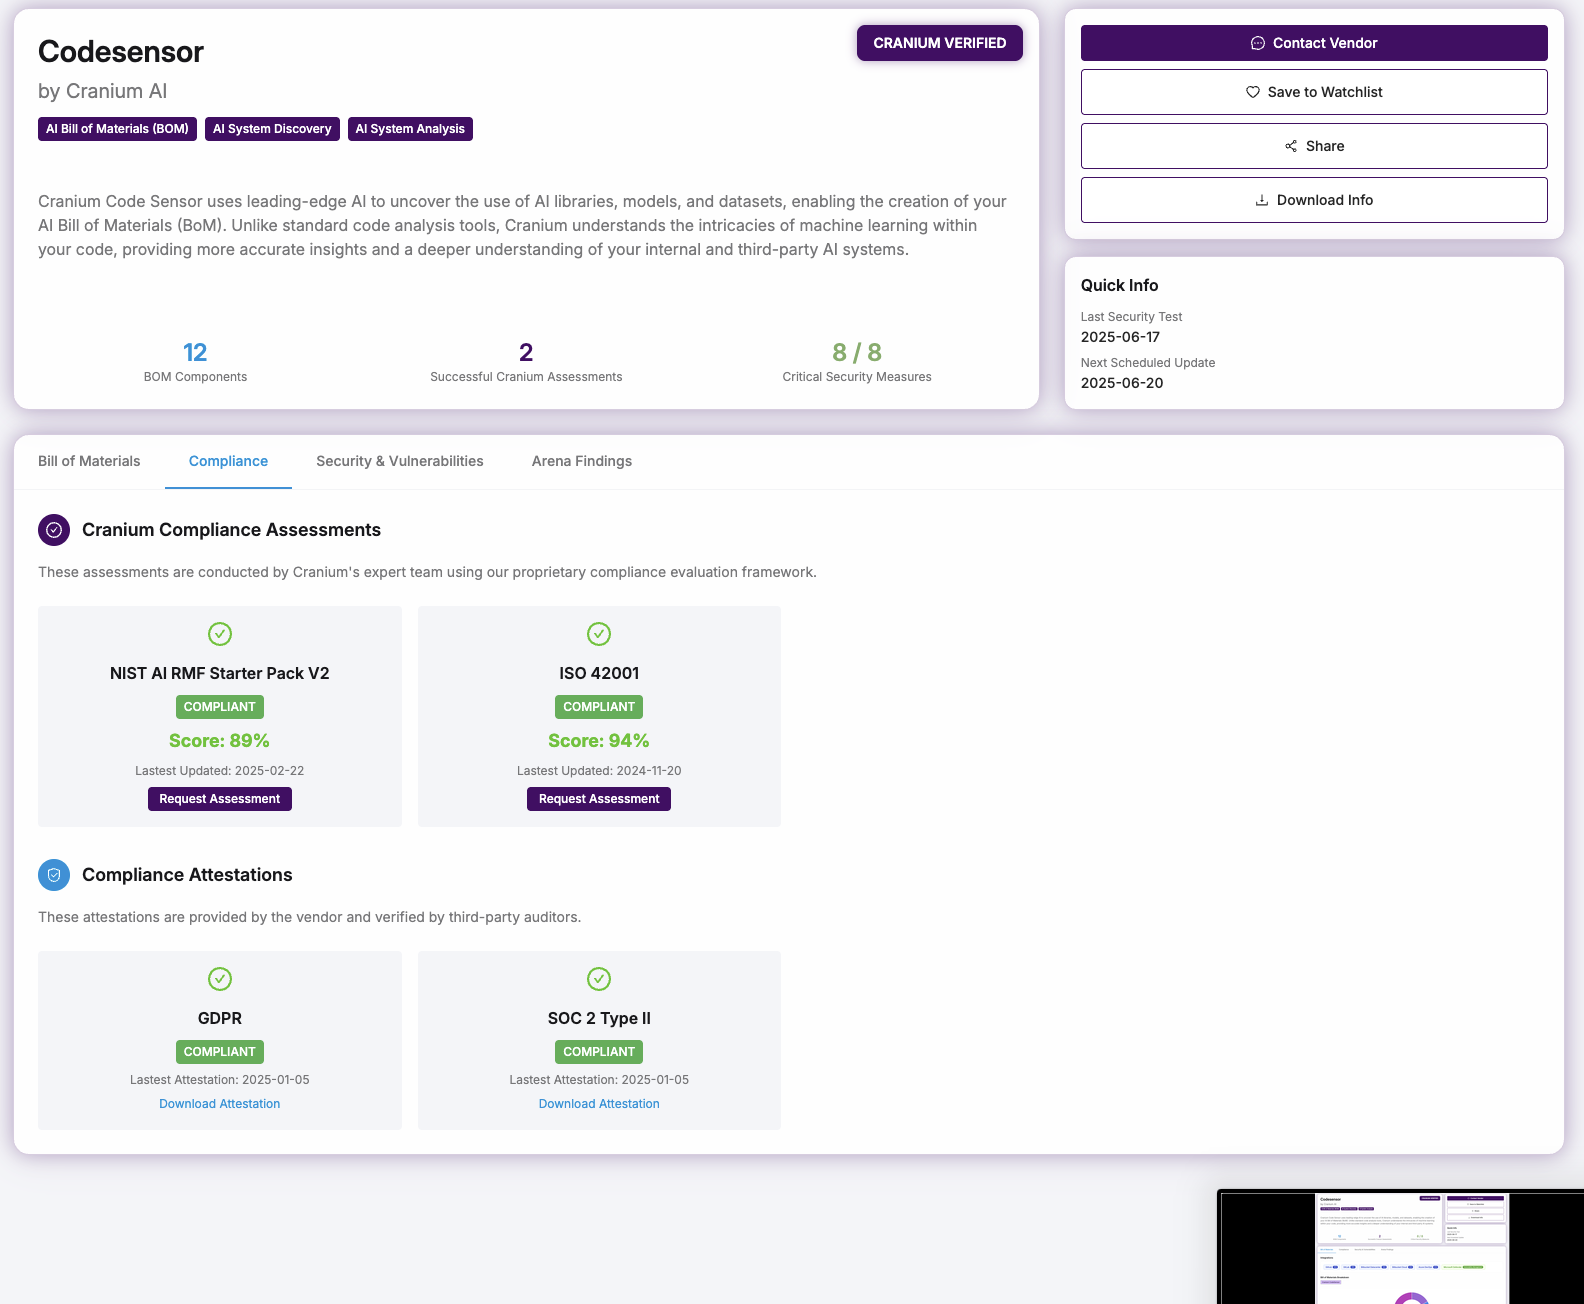 Codesensor
CRANIUM VERIFIED
by Cranium AI
AI Bill of Materials (BOM)
AI System Discovery
AI System Analysis
Cranium Code Sensor uses leading-edge AI to uncover the use of AI libraries, models, and datasets, enabling the creation of your
AI Bill of Materials (BoM). Unlike standard code analysis tools, Cranium understands the intricacies of machine learning within
your code, providing more accurate insights and a deeper understanding of your internal and third-party AI systems.
12
BOM Components
2
Successful Cranium Assessments
8 / 8
Critical Security Measures
Contact Vendor
Save to Watchlist
Share
Download Info
Quick Info
Last Security Test
2025-06-17
Next Scheduled Update
2025-06-20
Bill of Materials
Compliance
Security & Vulnerabilities
Arena Findings
Cranium Compliance Assessments
These assessments are conducted by Cranium's expert team using our proprietary compliance evaluation framework.
NIST AI RMF Starter Pack V2
COMPLIANT
Score: 89%
Lastest Updated: 2025-02-22
Request Assessment
ISO 42001
COMPLIANT
Score: 94%
Lastest Updated: 2024-11-20
Request Assessment
Compliance Attestations
These attestations are provided by the vendor and verified by third-party auditors.
GDPR
COMPLIANT
Lastest Attestation: 2025-01-05
Download Attestation
SOC 2 Type II
COMPLIANT
Lastest Attestation: 2025-01-05
Download Attestation
Codesensor